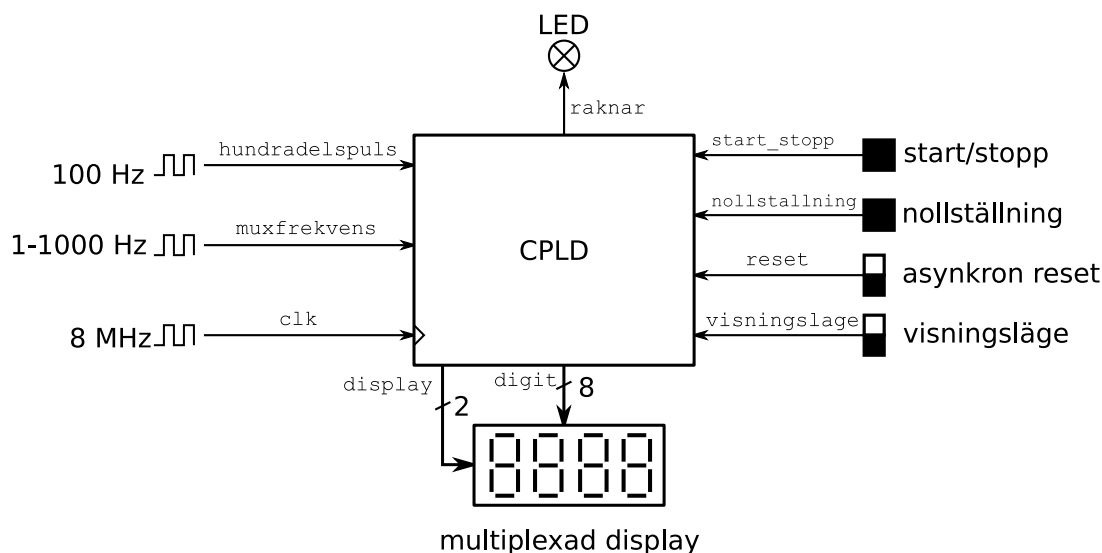 LED
raknar
hundradelspuls
100 Hz
muxfrekvens
1-1000 Hz
clk
8 MHz
CPLD
start_stopp
start/stopp
nollstallning
nollställning
reset
asynkron reset
visningslage
visningsläge
display
2
digit
8
8888
multiplexad display